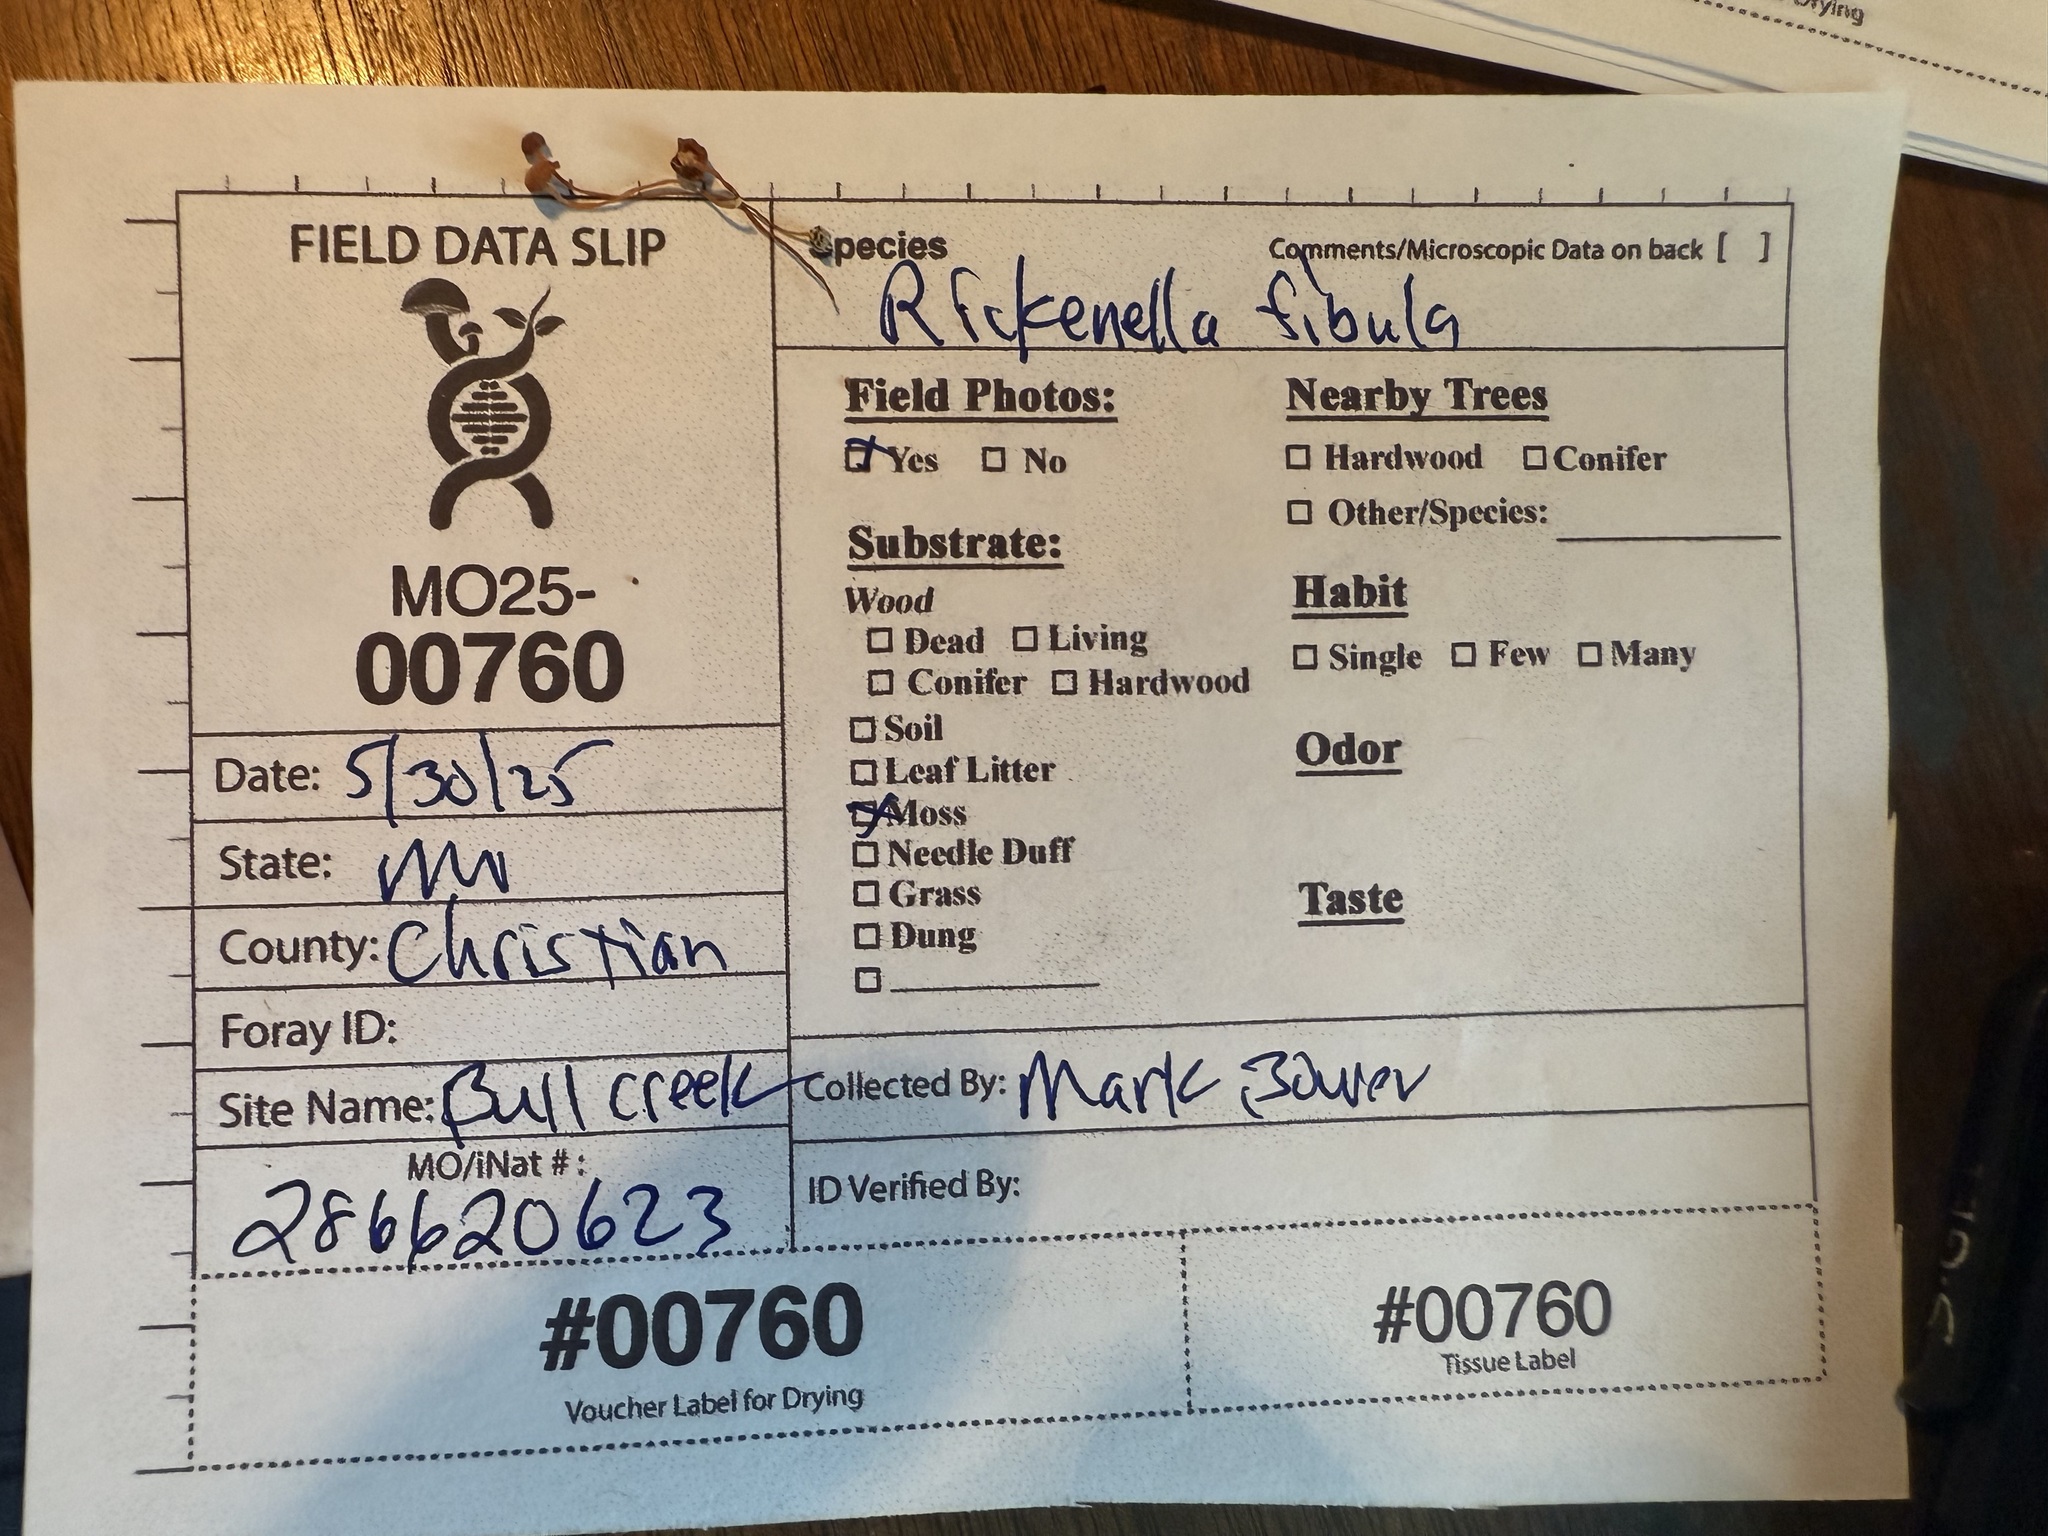 Drying
FIELD DATA SLIP
MO25-
00760
Date: 5/30/25
State: MO
County: Christian
Foray ID:
Site Name: Bull creek
MO/iNat #:
286620623
Species
Comments/Microscopic Data on back [ ]
Rickenella fibula
Field Photos:
Yes No
Substrate:
Wood
Dead Living
Conifer Hardwood
Soil
Leaf Litter
Moss
Needle Duff
Grass
Dung
Nearby Trees
Hardwood Conifer
Other/Species:
Habit
Single Few Many
Odor
Taste
Collected By: Mark Bower
ID Verified By:
#00760
Voucher Label for Drying
#00760
Tissue Label